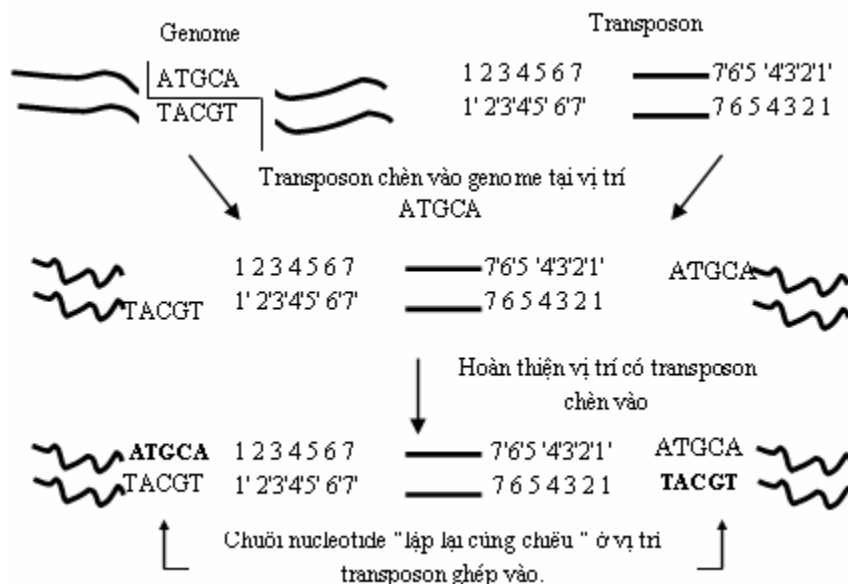 Genome
Transposon
ATGCA
TACGT
1 2 3 4 5 6 7
7'6'5 '4'3'2'1'
1' 2'3'4'5' 6'7'
7 6 5 4 3 2 1
Transposon chèn vào genome tại vị trí
ATGCA
1 2 3 4 5 6 7
7'6'5 '4'3'2'1'
ATGCA
TACGT
1' 2'3'4'5' 6'7'
7 6 5 4 3 2 1
Hoàn thiện vị trí có transposon
chèn vào
ATGCA
1 2 3 4 5 6 7
7'6'5 '4'3'2'1'
ATGCA
TACGT
1' 2'3'4'5' 6'7'
7 6 5 4 3 2 1
TACGT
Chuỗi nucleotide "lặp lại cùng chiều " ở vị trí
transposon ghép vào.